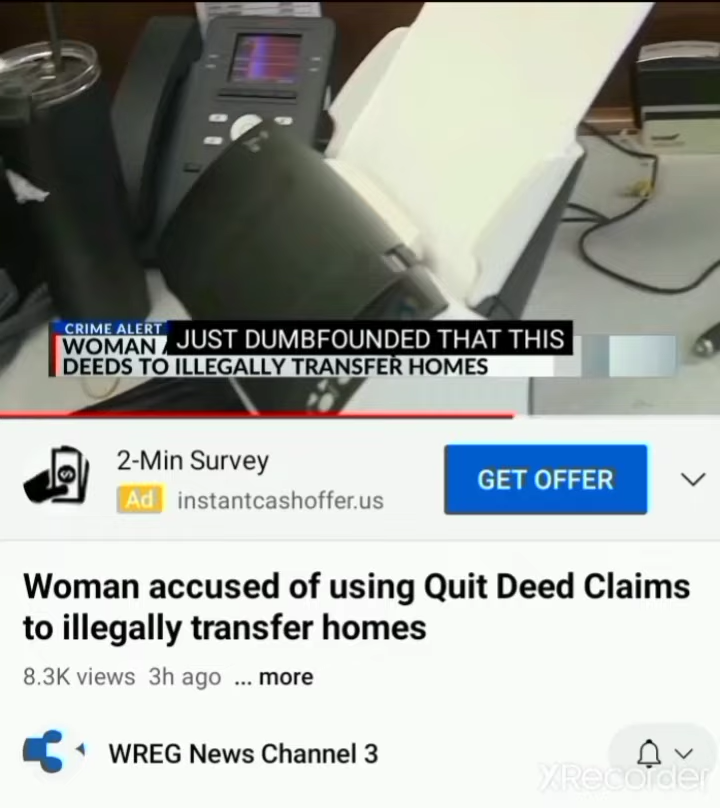 CRIME ALERT
WOMAN
JUST DUMBFOUNDED THAT THIS
DEEDS TO ILLEGALLY TRANSFER HOMES
2-Min Survey
Ad instantcashoffer.us
GET OFFER
Woman accused of using Quit Deed Claims
to illegally transfer homes
8.3K views 3h ago ... more
WREG News Channel 3
XRecorder